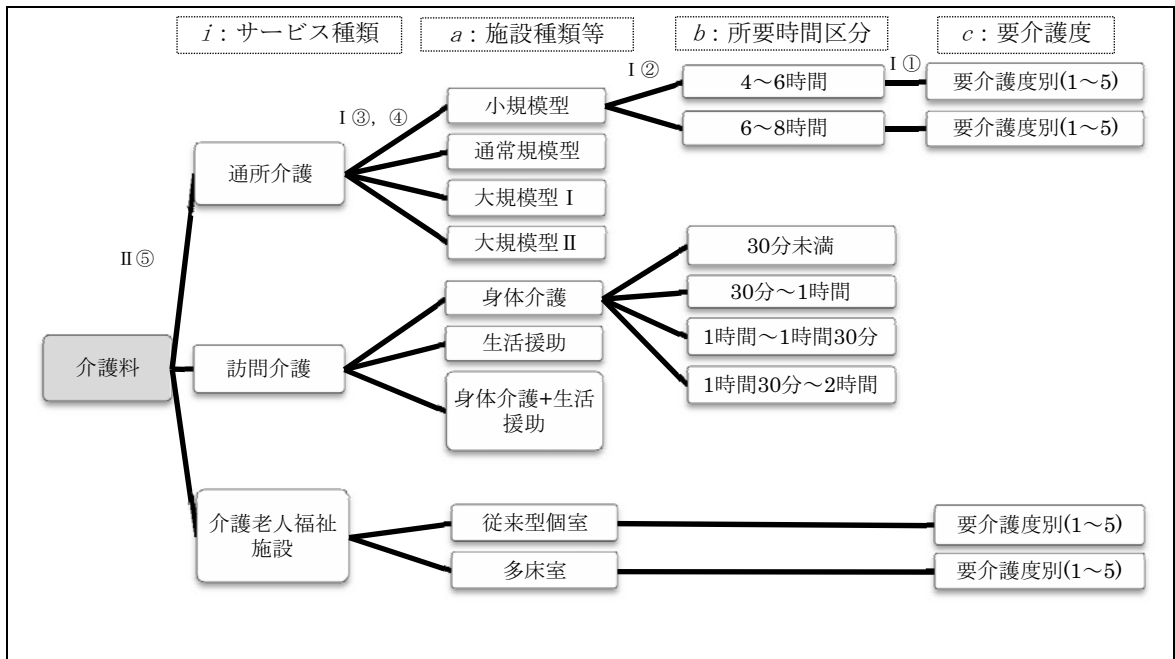 i：サービス種類
a：施設種類等
b：所要時間区分
c：要介護度
Ⅰ③，④
Ⅰ②
Ⅰ①
小規模型
4～6時間
要介護度別(1～5)
6～8時間
要介護度別(1～5)
通所介護
通常規模型
大規模型Ⅰ
大規模型Ⅱ
Ⅱ⑤
30分未満
身体介護
30分～1時間
1時間～1時間30分
1時間30分～2時間
介護料
訪問介護
生活援助
身体介護+生活
援助
介護老人福祉
施設
従来型個室
要介護度別(1～5)
多床室
要介護度別(1～5)